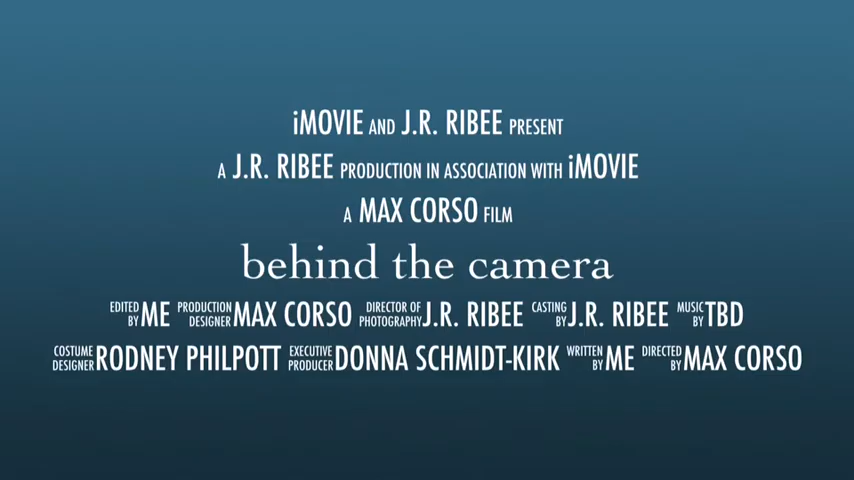 iMOVIE AND J.R. RIBEE PRESENT
A J.R. RIBEE PRODUCTION IN ASSOCIATION WITH iMOVIE
A MAX CORSO FILM
behind the camera
EDITED BY ME PRODUCTION DESIGNER MAX CORSO DIRECTOR OF PHOTOGRAPHY J.R. RIBEE CASTING BY J.R. RIBEE MUSIC BY TBD
COSTUME DESIGNER RODNEY PHILPOTT EXECUTIVE PRODUCER DONNA SCHMIDT-KIRK WRITTEN BY ME DIRECTED BY MAX CORSO